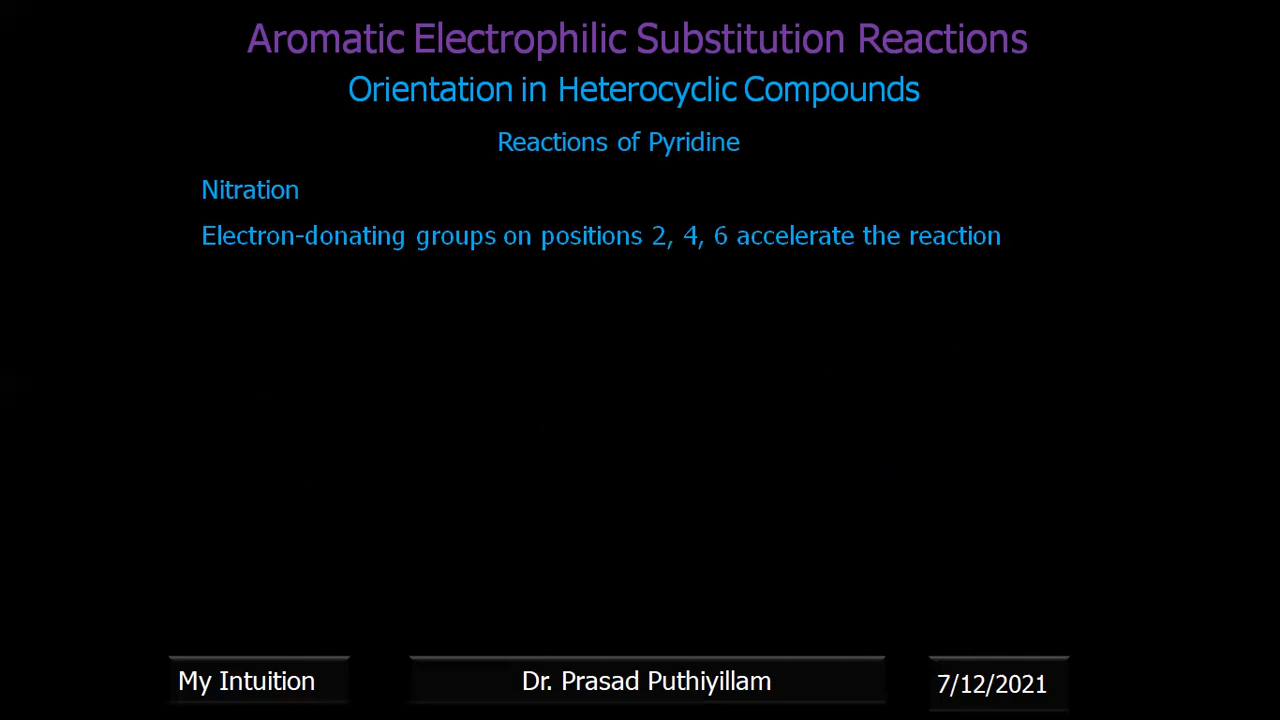 Aromatic Electrophilic Substitution Reactions
Orientation in Heterocyclic Compounds
Reactions of Pyridine
Nitration
Electron-donating groups on positions 2, 4, 6 accelerate the reaction
My Intuition
Dr. Prasad Puthiyillam
7/12/2021